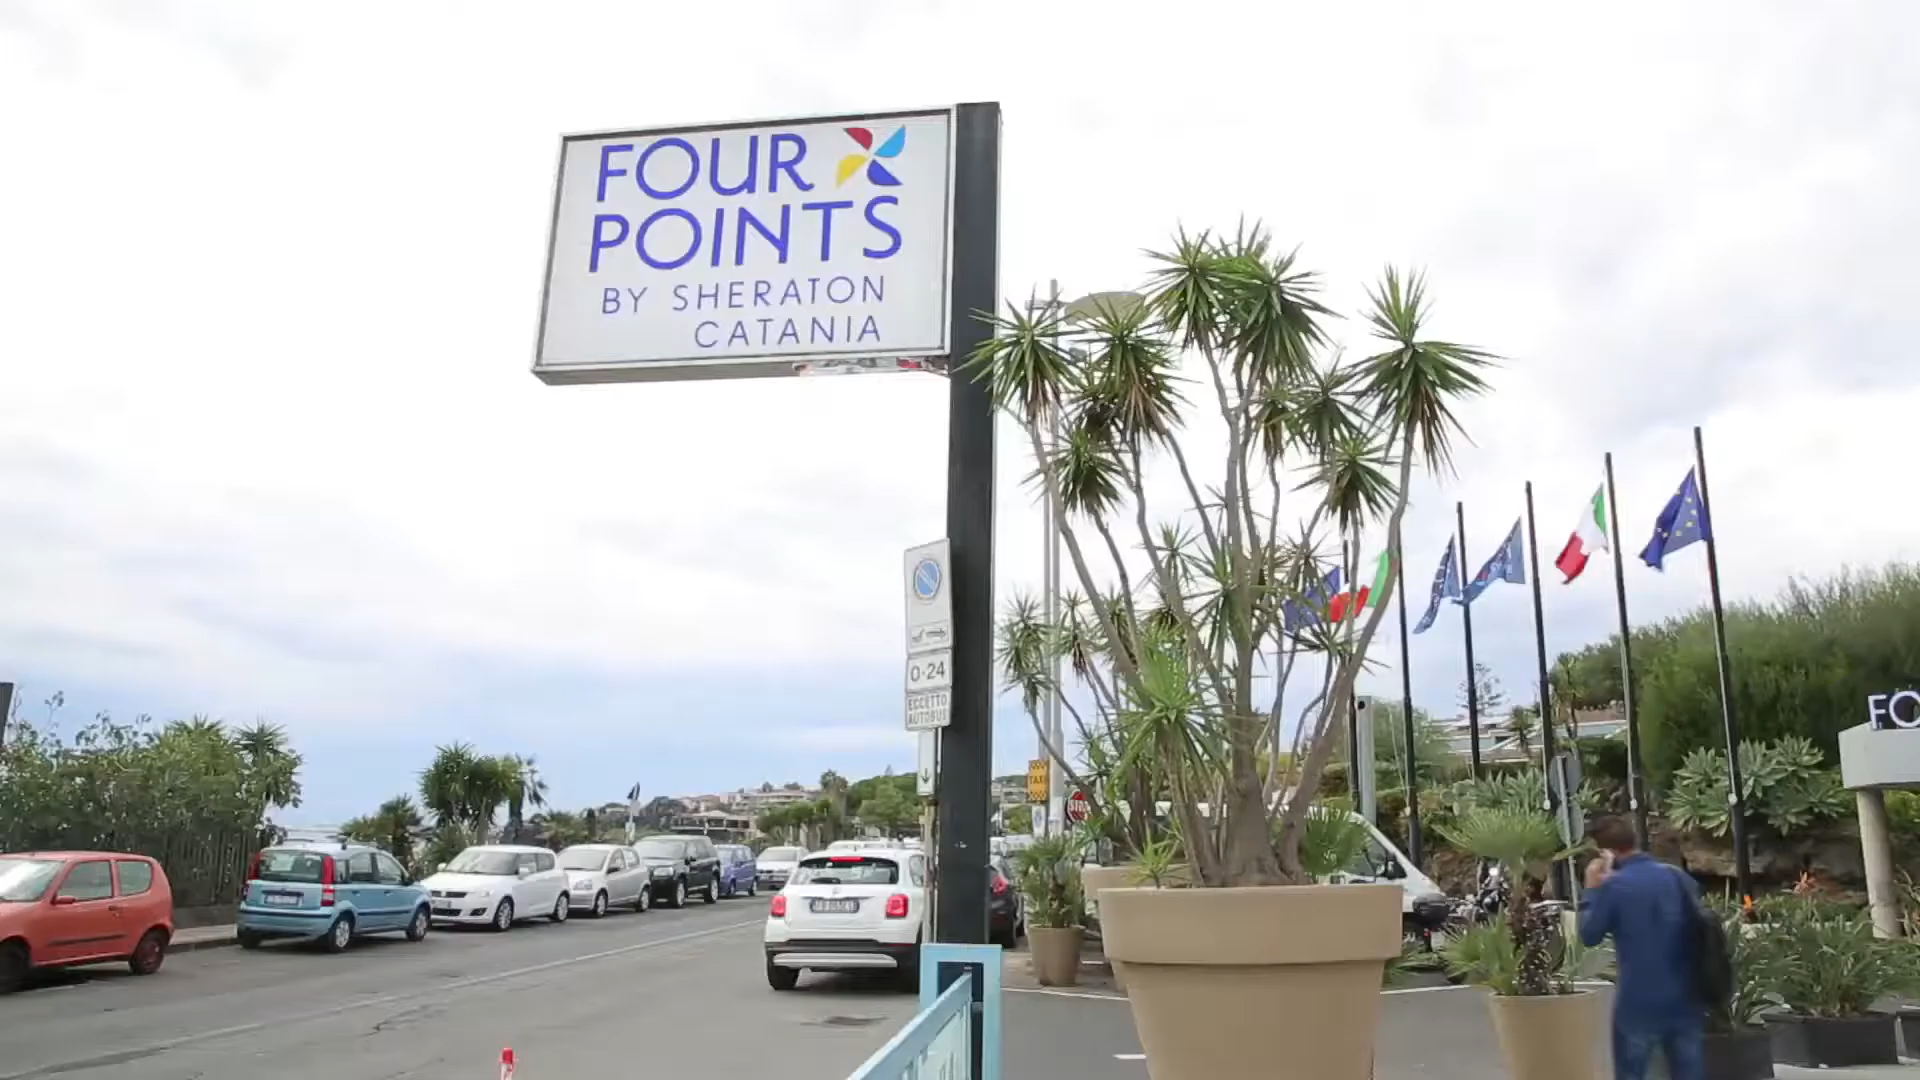 FOUR
POINTS
BY SHERATON
CATANIA
0-24
ECCETTO
AUTOBUS
TAXI
STOP
FO